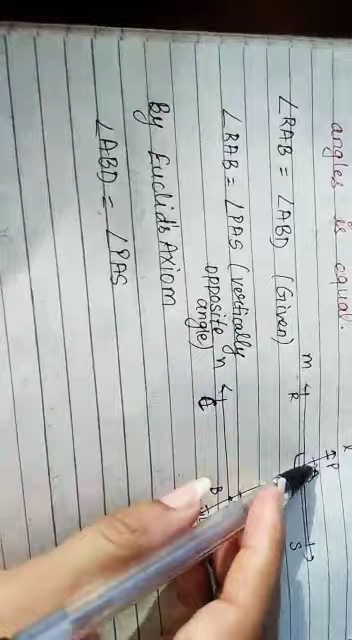 angles is equal.
∠RAB = ∠ABD (Given)
∠RAB = ∠PAS (vertically
opposite
angle)
By Euclid's Axiom
∠ABD = ∠PAS
l
P
m
R
S
n
C
B